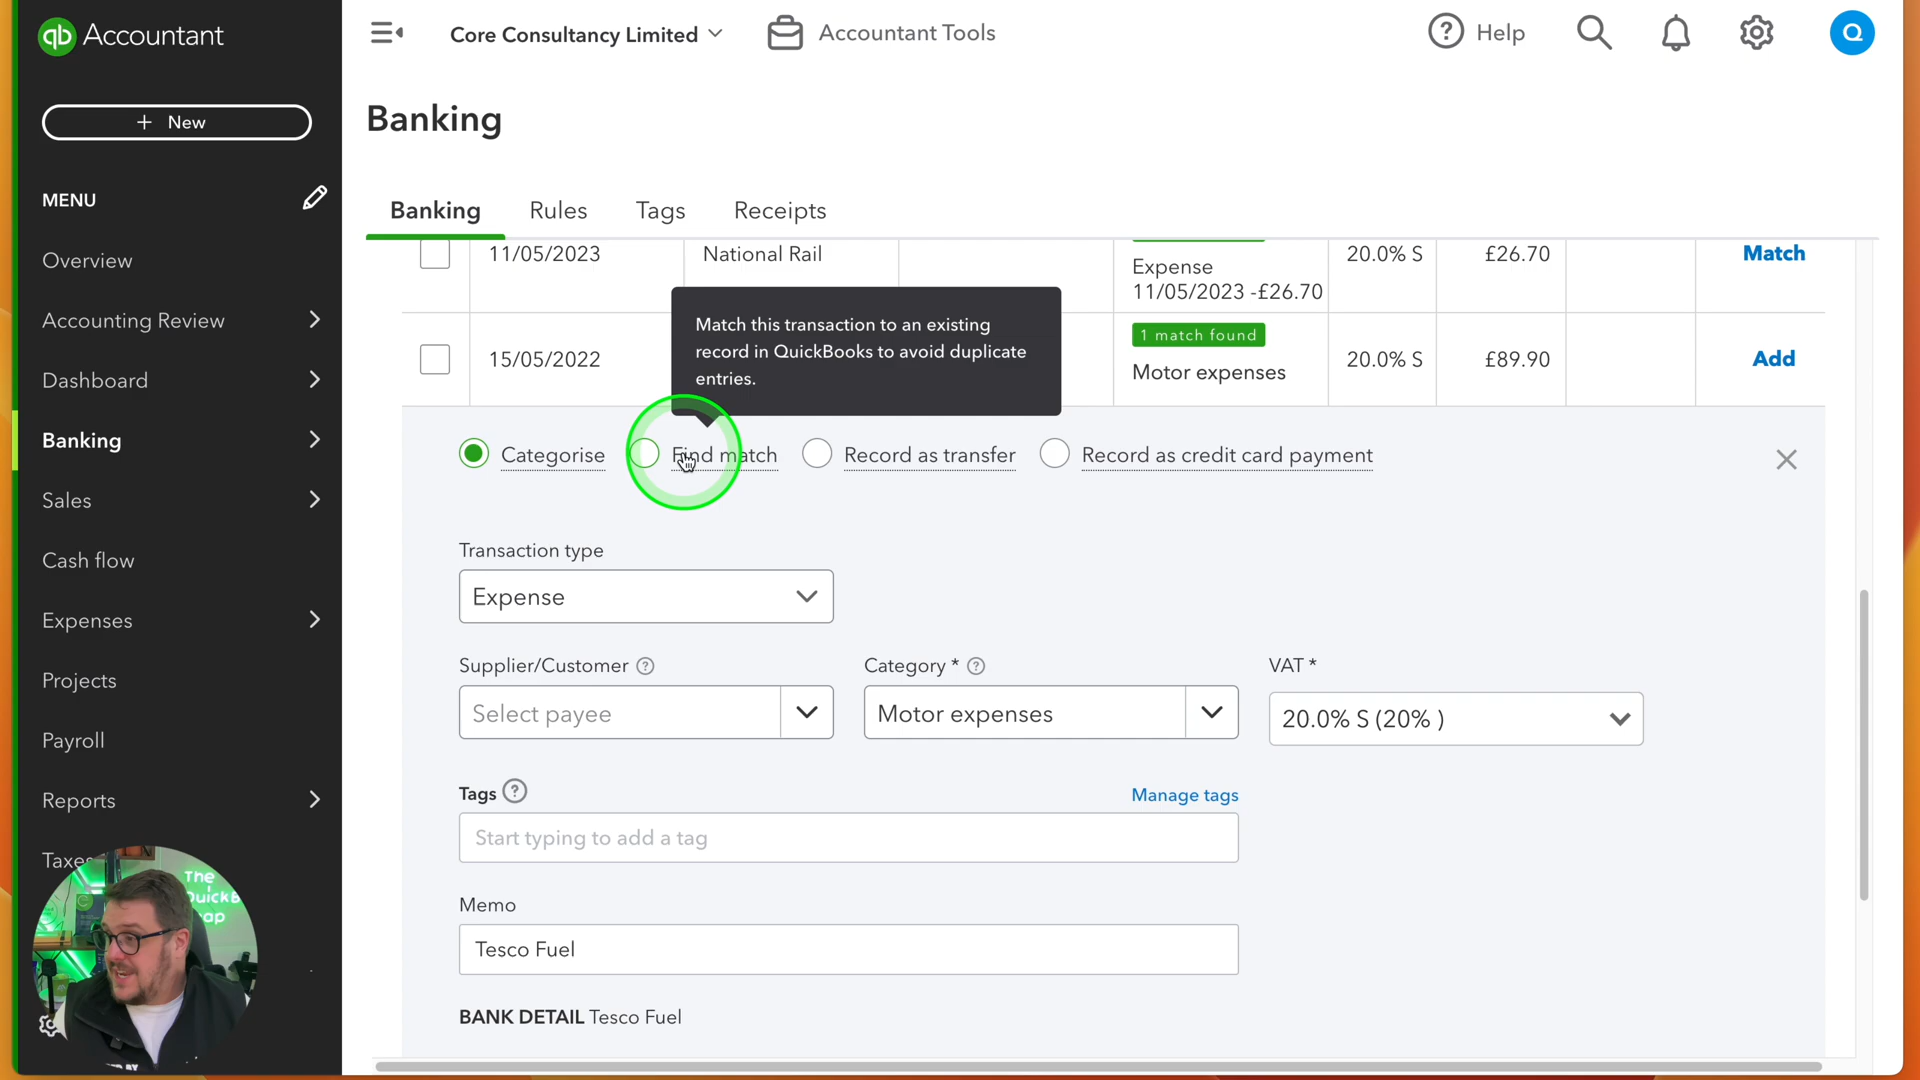 qb Accountant
Core Consultancy Limited
Accountant Tools
Help
Q
+ New
Banking
MENU
Banking
Rules
Tags
Receipts
Overview
Accounting Review
Dashboard
Banking
Sales
Cash flow
Expenses
Projects
Payroll
Reports
Taxes
11/05/2023
National Rail
Expense
11/05/2023 -£26.70
20.0% S
£26.70
Match
15/05/2022
1 match found
Motor expenses
20.0% S
£89.90
Add
Match this transaction to an existing
record in QuickBooks to avoid duplicate
entries.
Categorise
Find match
Record as transfer
Record as credit card payment
Transaction type
Expense
Supplier/Customer ?
Category * ?
VAT *
Select payee
Motor expenses
20.0% S (20% )
Tags ?
Manage tags
Start typing to add a tag
Memo
Tesco Fuel
BANK DETAIL Tesco Fuel
The
QuickB